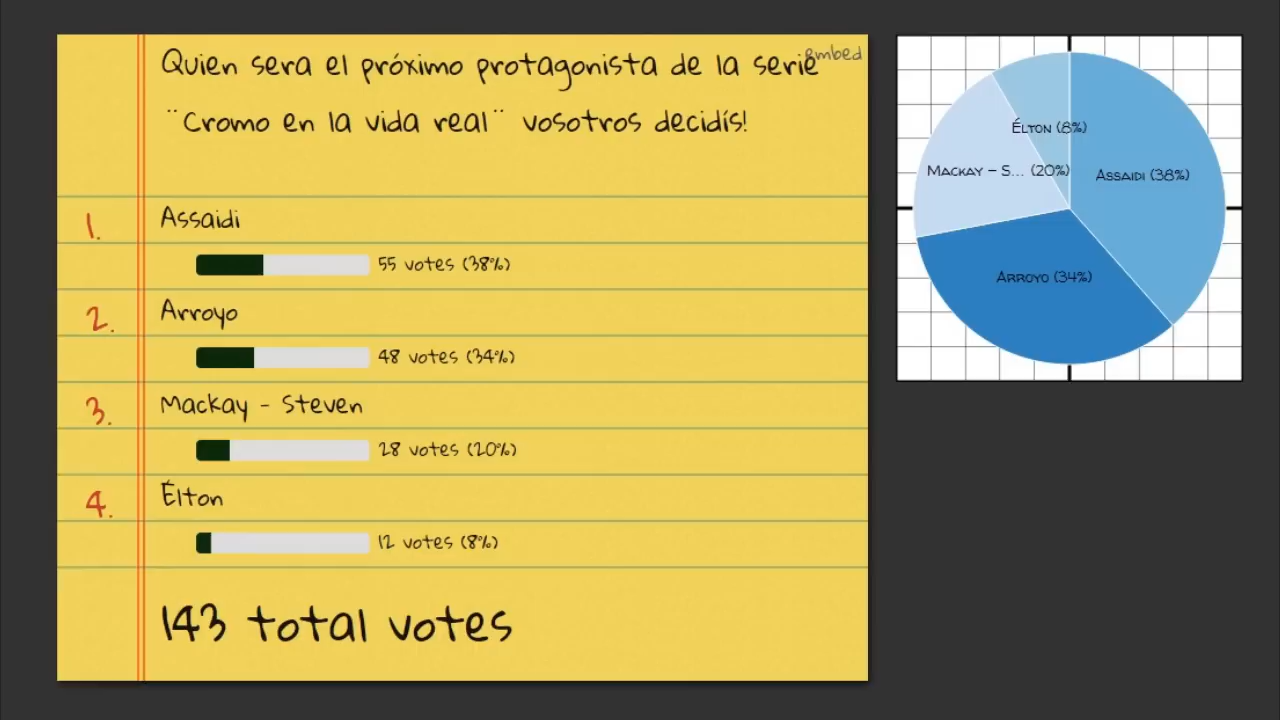 Quien sera el próximo protagonista de la serie
embed
¨Cromo en la vida real¨ vosotros decidís!
1. Assaidi
55 votes (38%)
2. Arroyo
48 votes (34%)
3. Mackay - Steven
28 votes (20%)
4. Élton
12 votes (8%)
143 total votes
Élton (8%)
Mackay - S... (20%)
Assaidi (38%)
Arroyo (34%)